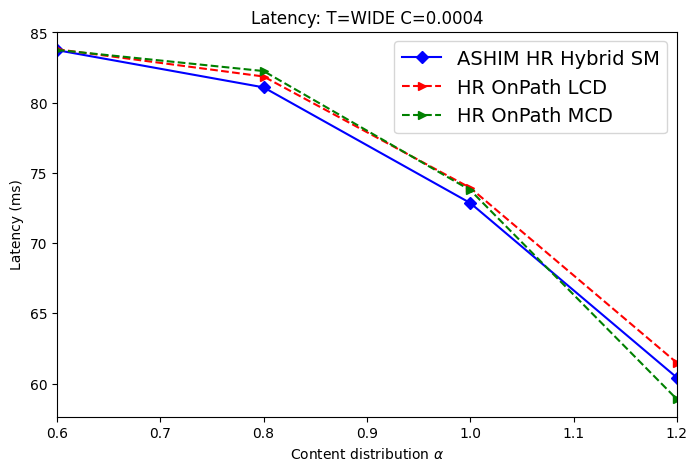 Latency: T=WIDE C=0.0004
ASHIM HR Hybrid SM
HR OnPath LCD
HR OnPath MCD
Latency (ms)
85
80
75
70
65
60
0.6 0.7 0.8 0.9 1.0 1.1 1.2
Content distribution α